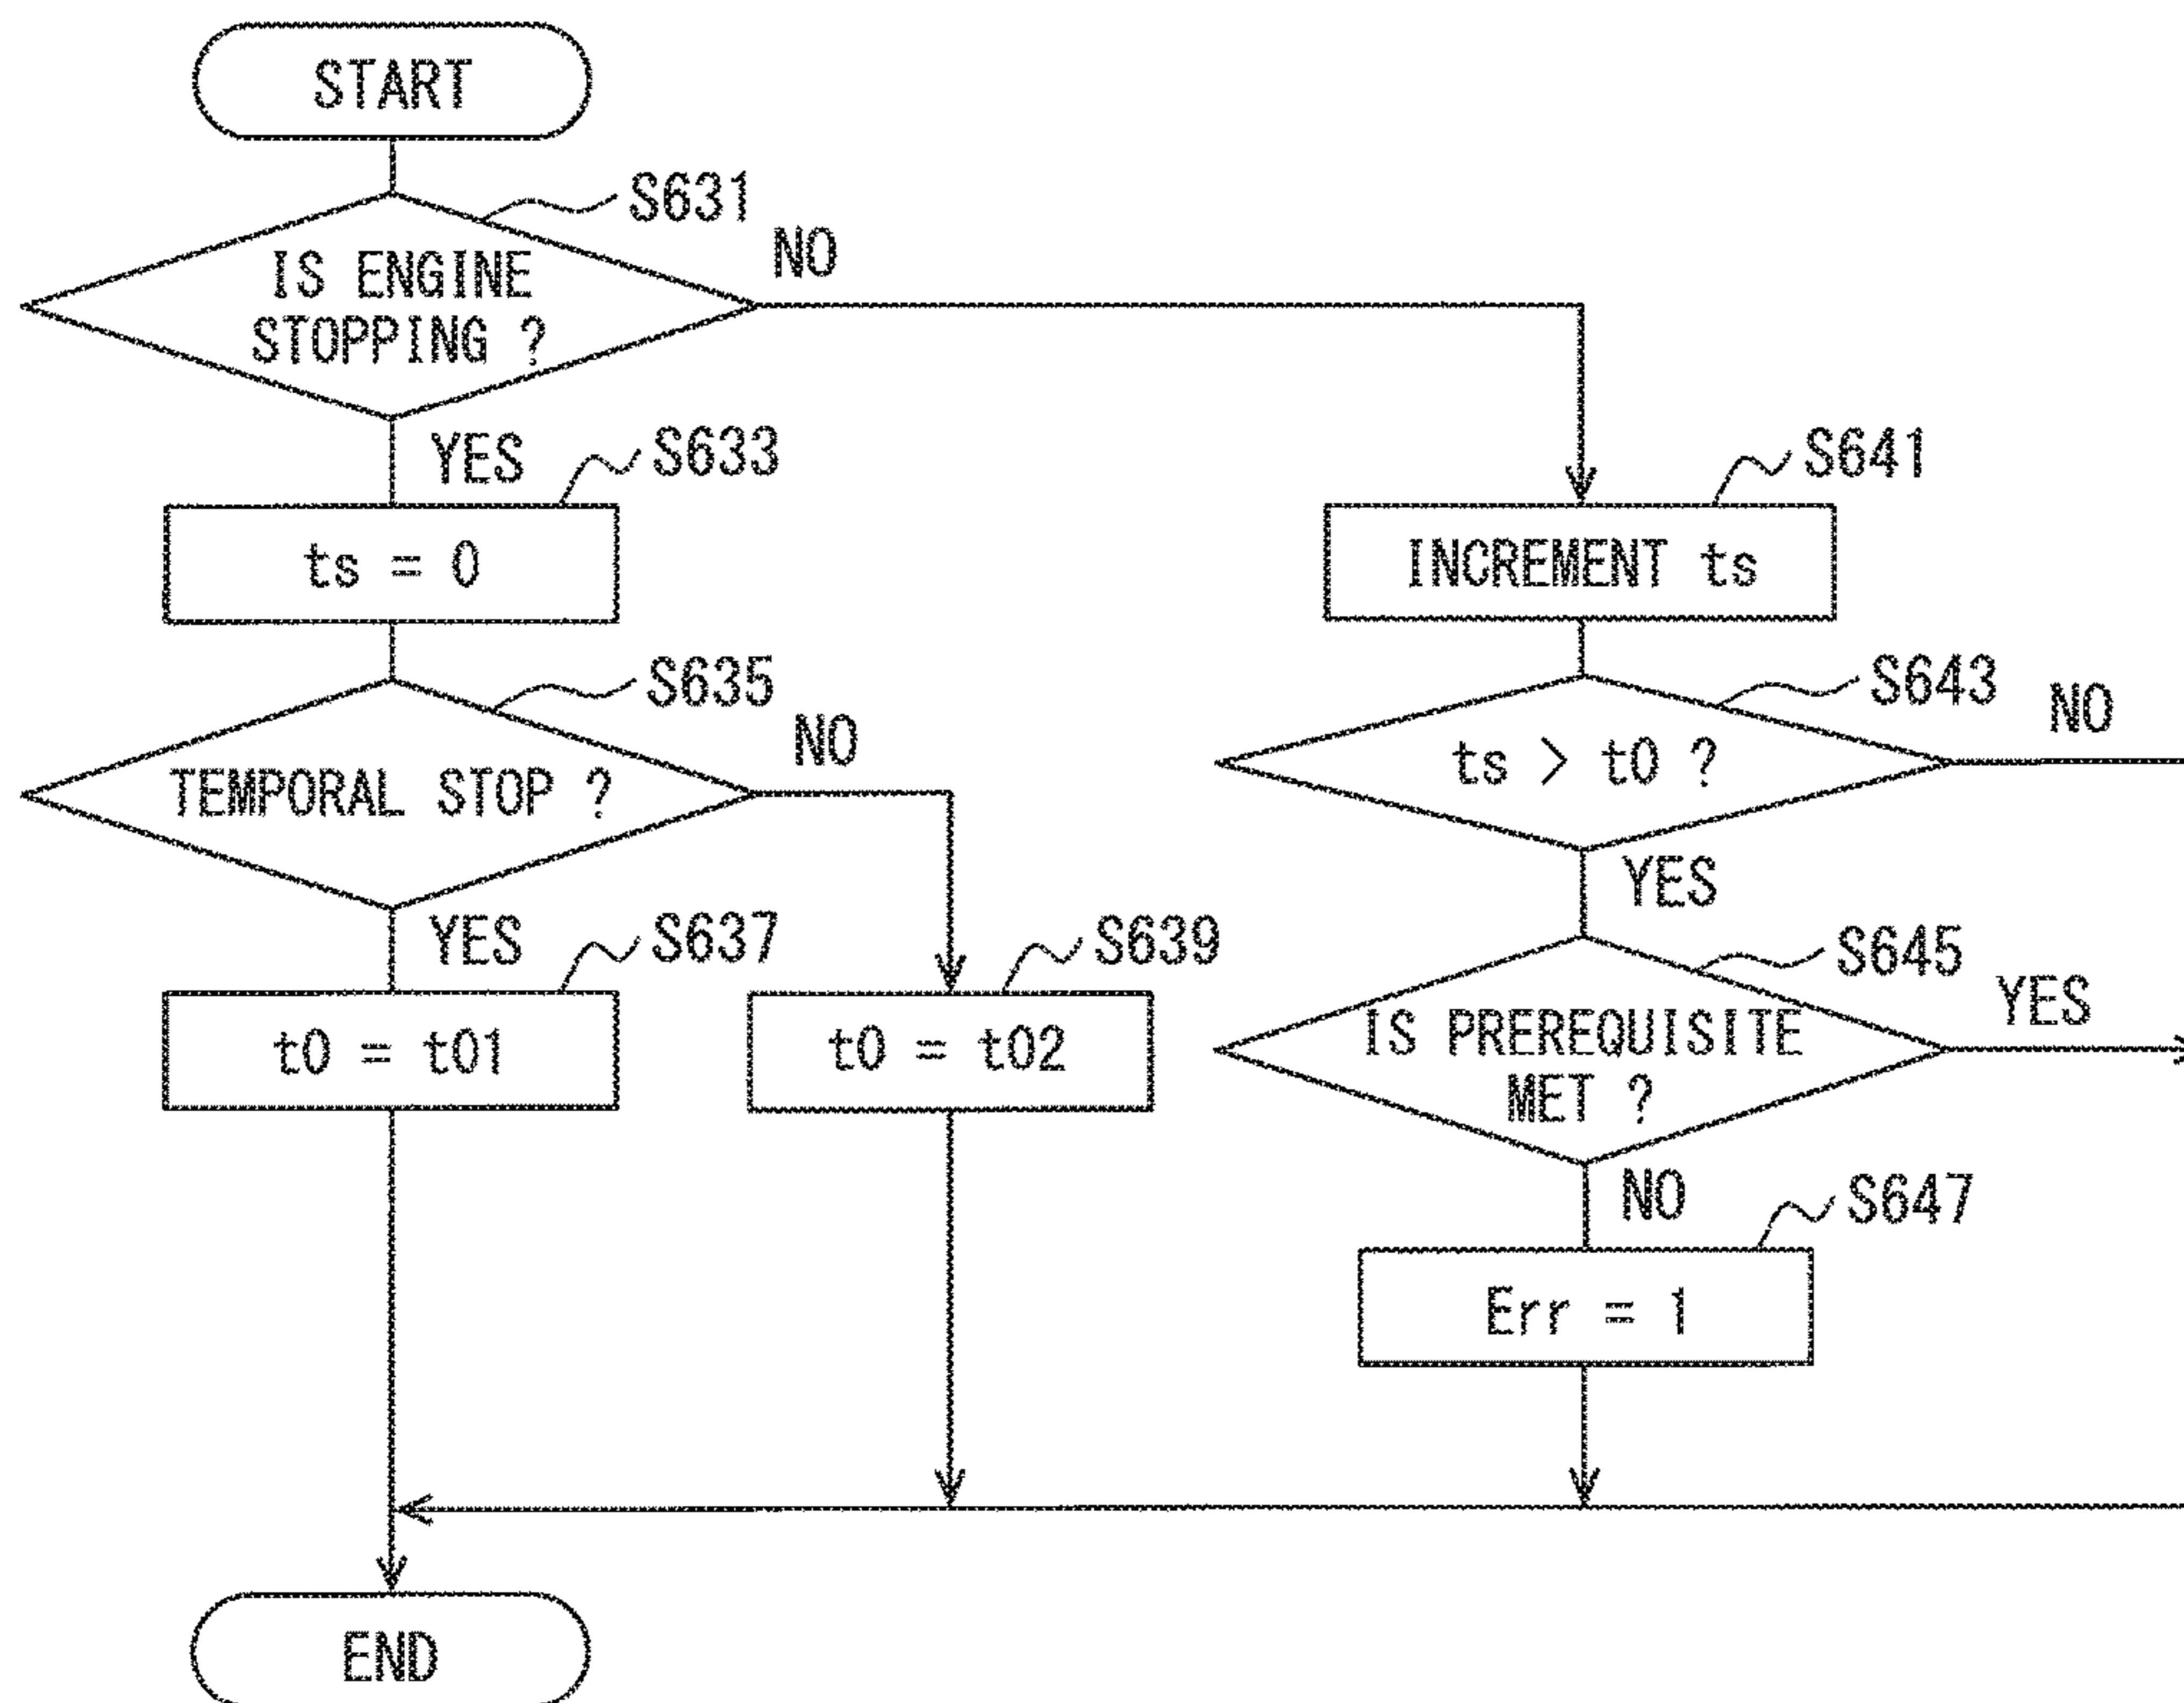 START
S631
NO
IS ENGINE
STOPPING ?
YES
S633
ts = 0
S635
NO
TEMPORAL STOP ?
YES
S637
t0 = t01
S639
t0 = t02
S641
INCREMENT ts
S643
NO
ts > t0 ?
YES
S645
YES
IS PREREQUISITE
MET ?
NO
S647
Err = 1
END